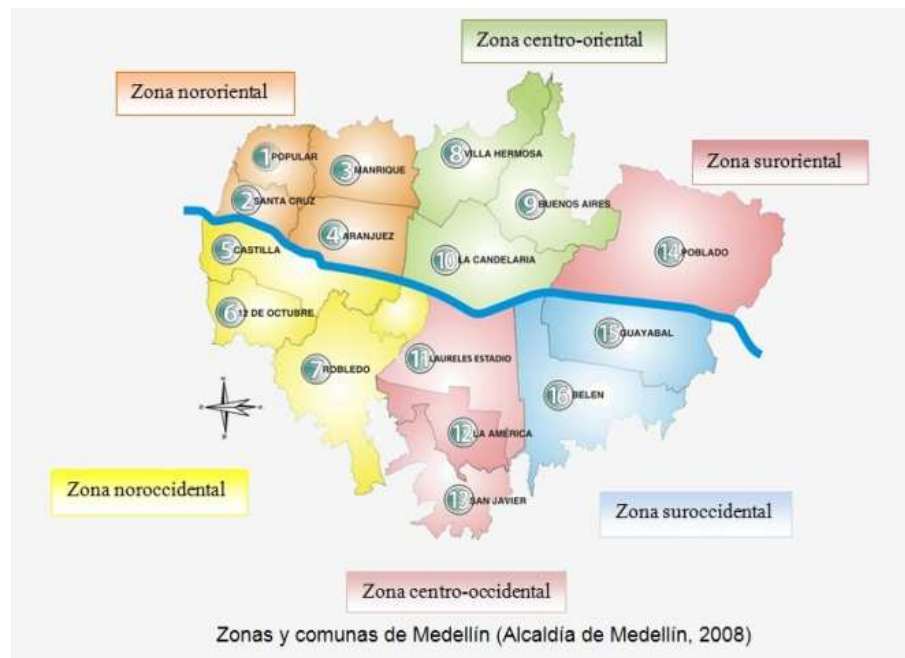 Zona centro-oriental
Zona nororiental
Zona suroriental
1 POPULAR
3 MANRIQUE
8 VILLA HERMOSA
2 SANTA CRUZ
9 BUENOS AIRES
4 ARANJUEZ
5 CASTILLA
10 LA CANDELARIA
14 POBLADO
6 12 DE OCTUBRE
15 GUAYABAL
7 ROBLEDO
11 LAURELES ESTADIO
16 BELEN
12 LA AMÉRICA
13 SAN JAVIER
Zona noroccidental
Zona suroccidental
Zona centro-occidental
Zonas y comunas de Medellín (Alcaldía de Medellín, 2008)